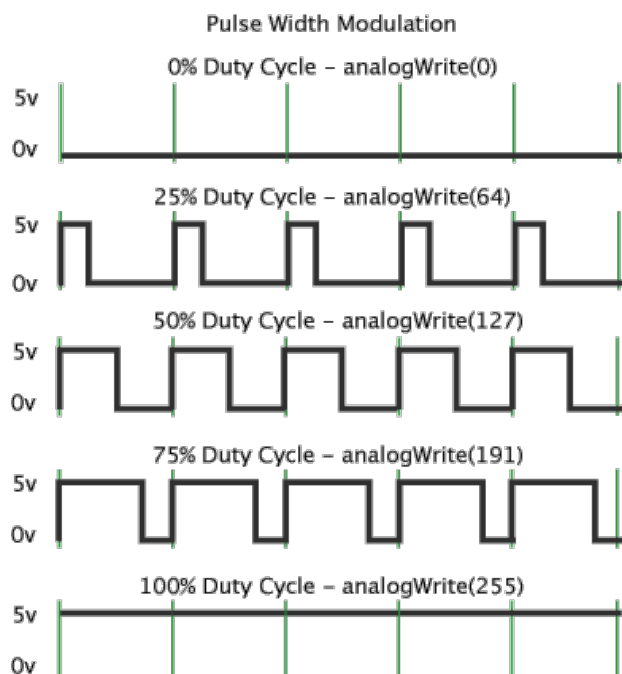 Pulse Width Modulation
0% Duty Cycle – analogWrite(0)
5v
0v
25% Duty Cycle – analogWrite(64)
5v
0v
50% Duty Cycle – analogWrite(127)
5v
0v
75% Duty Cycle – analogWrite(191)
5v
0v
100% Duty Cycle – analogWrite(255)
5v
0v